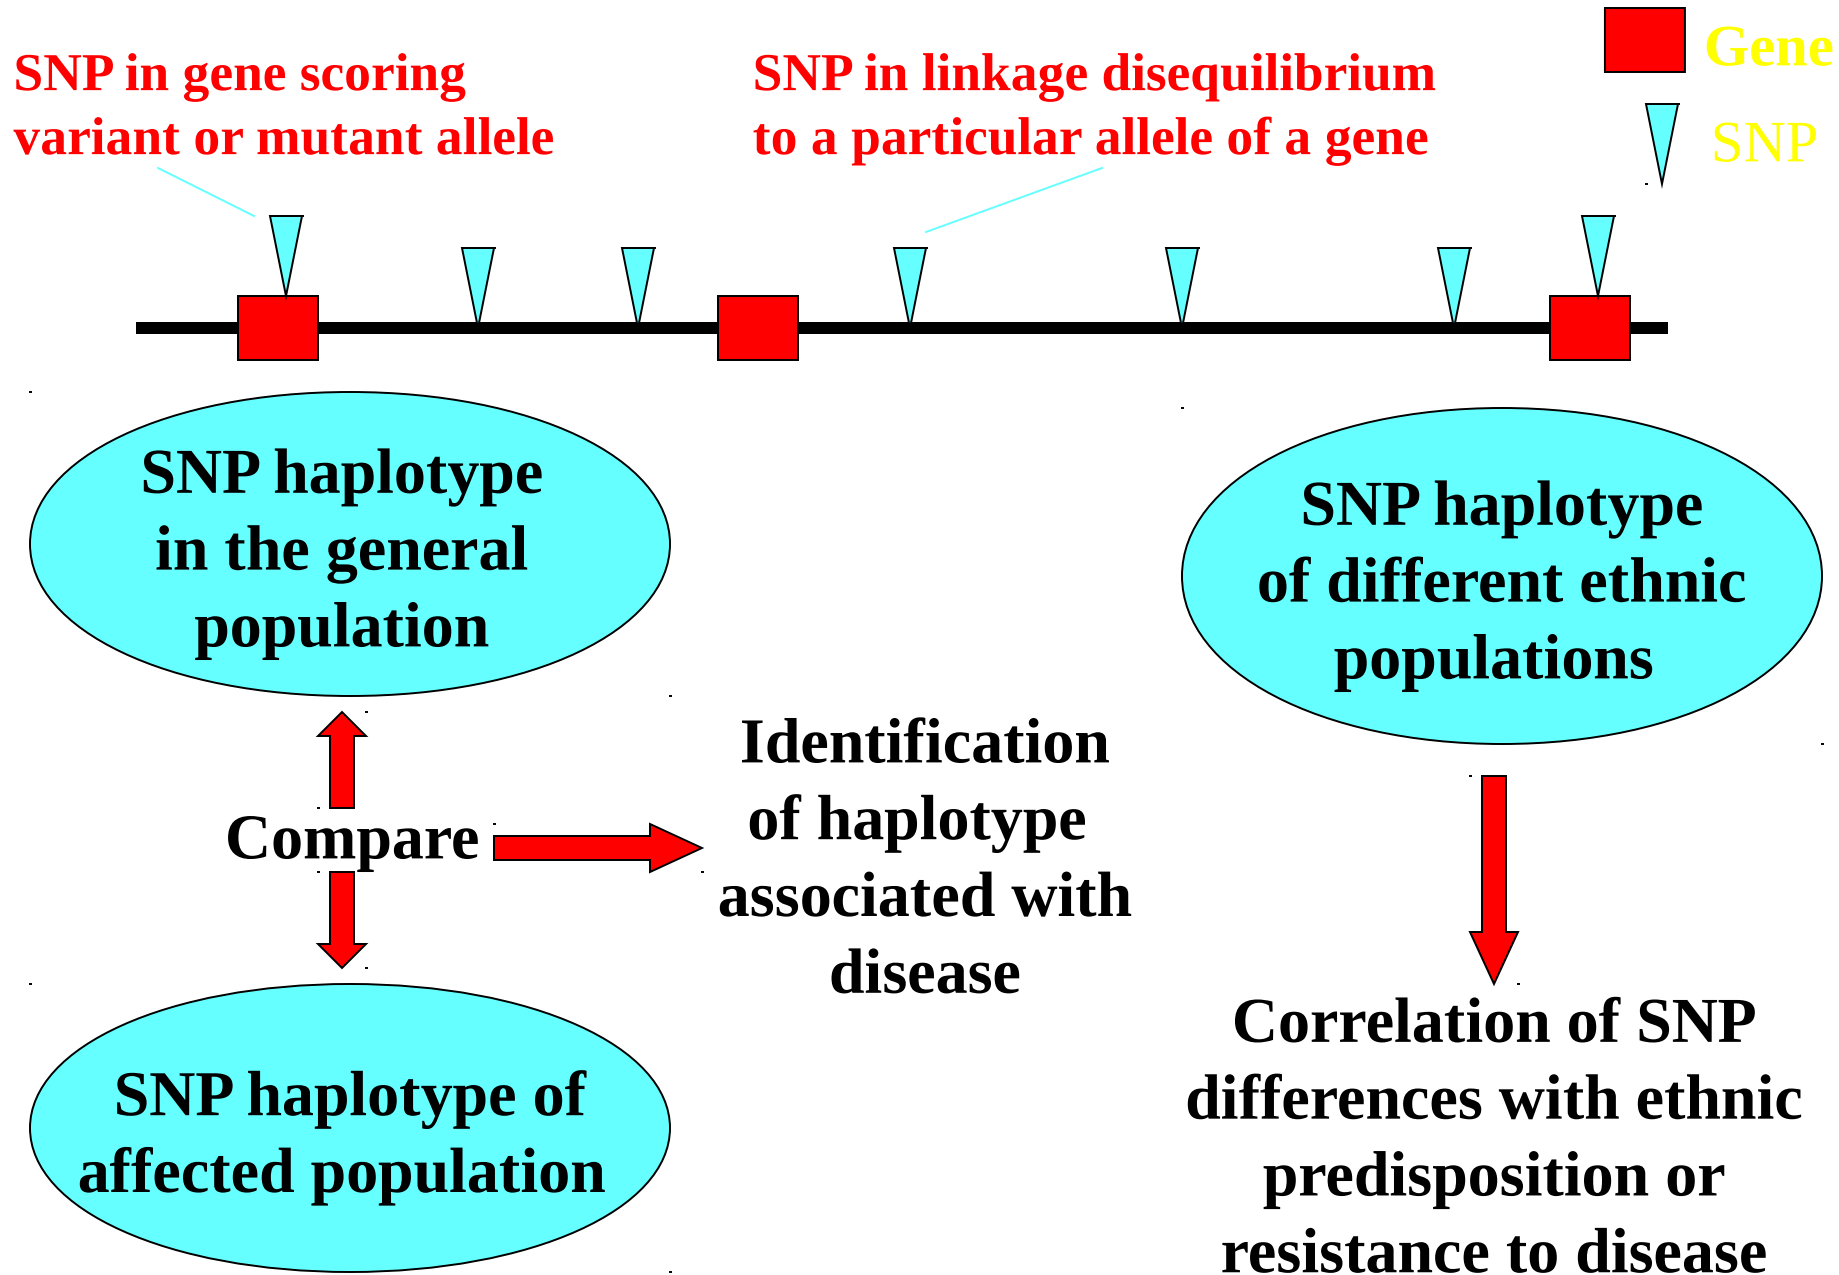 SNP in gene scoring
variant or mutant allele
SNP in linkage disequilibrium
to a particular allele of a gene
Gene
SNP
SNP haplotype
in the general
population
SNP haplotype
of different ethnic
populations
Compare
Identification
of haplotype
associated with
disease
SNP haplotype of
affected population
Correlation of SNP
differences with ethnic
predisposition or
resistance to disease